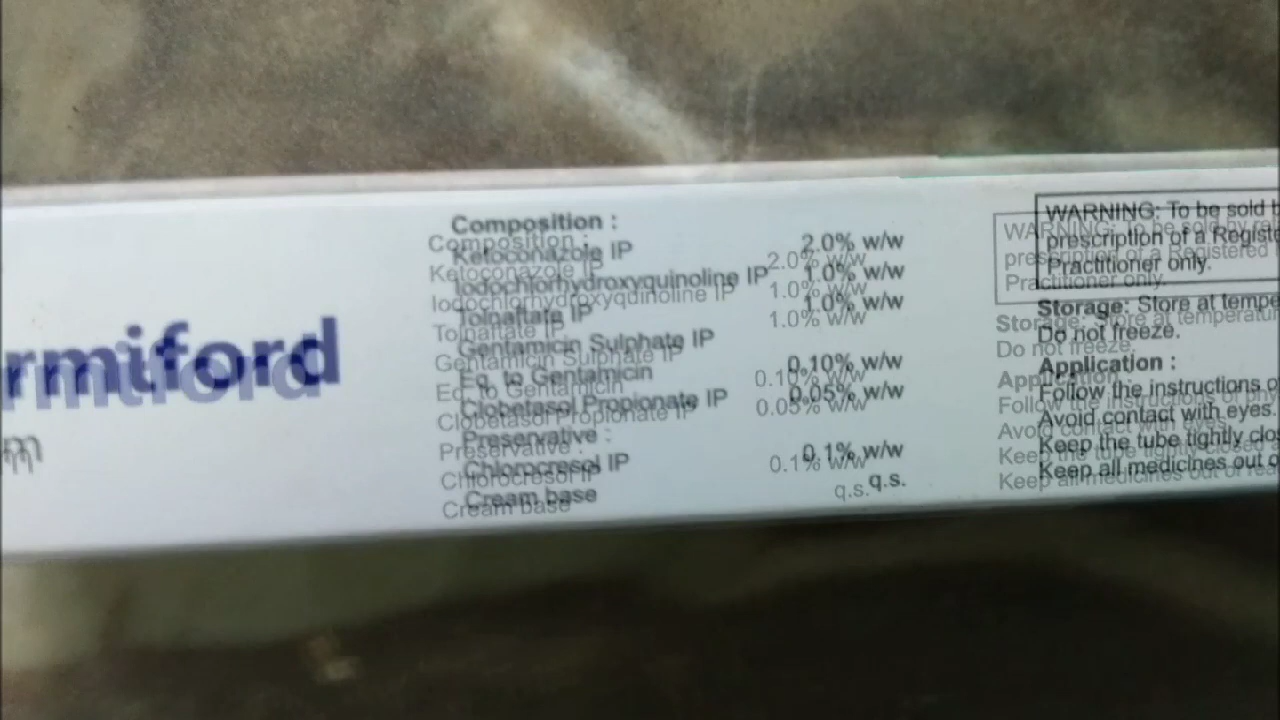 rmiford
m
Composition :
Ketoconazole IP 2.0% w/w
Iodochlorhydroxyquinoline IP 1.0% w/w
Tolnaftate IP 1.0% w/w
Gentamicin Sulphate IP
Eq. to Gentamicin 0.10% w/w
Clobetasol Propionate IP 0.05% w/w
Preservative :
Chlorocresol IP 0.1% w/w
Cream base q.s.
WARNING: To be sold
prescription of a Registered
Practitioner only.
Storage: Store at
Do not freeze.
Application :
Follow the instructions
Avoid contact with eyes.
Keep the tube tightly closed
Keep all medicines out of